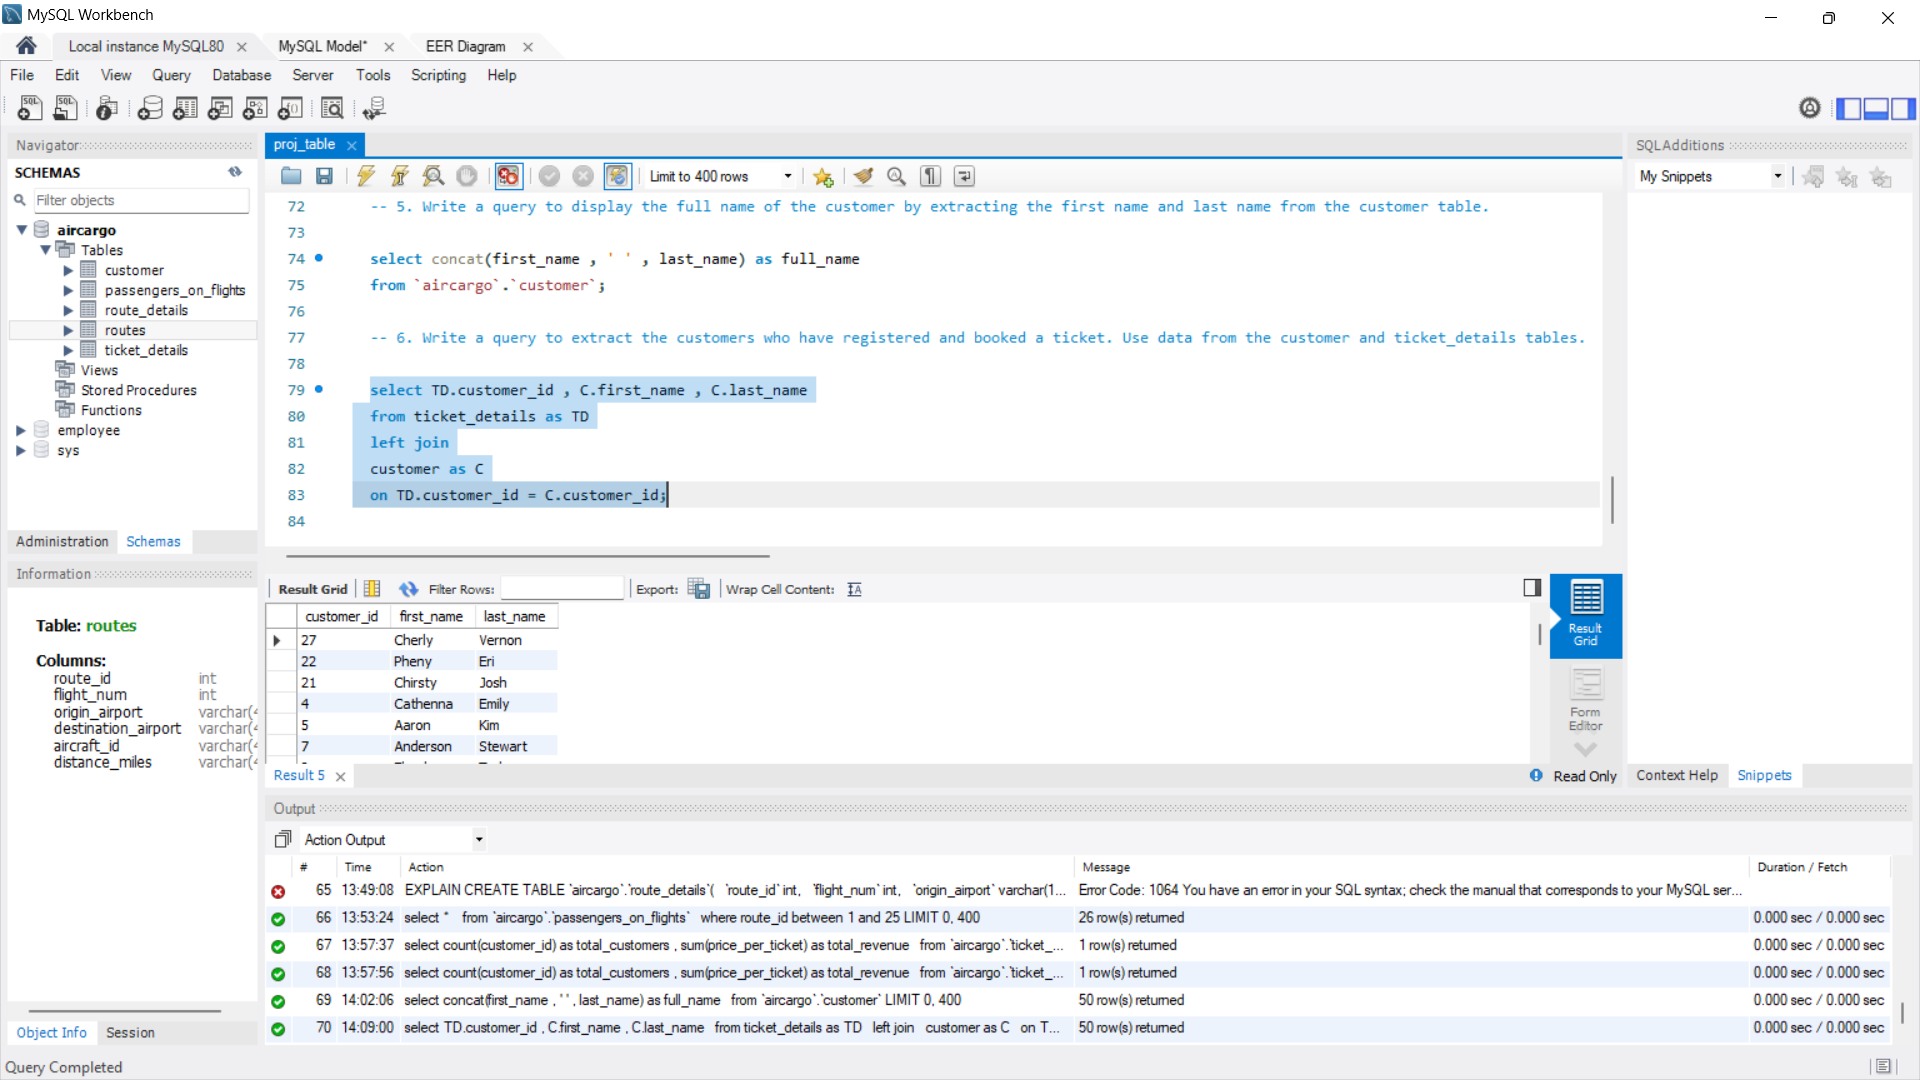 MySQL Workbench
Local instance MySQL80
MySQL Model*
EER Diagram
File Edit View Query Database Server Tools Scripting Help
Navigator
SCHEMAS
Filter objects
aircargo
Tables
customer
passengers_on_flights
route_details
routes
ticket_details
Views
Stored Procedures
Functions
employee
sys
Administration Schemas
Information
Table: routes
Columns:
route_id int
flight_num int
origin_airport varchar(4
destination_airport varchar(4
aircraft_id varchar(4
distance_miles varchar(4
Object Info Session
Query Completed
proj_table
Limit to 400 rows
72 -- 5. Write a query to display the full name of the customer by extracting the first name and last name from the customer table.
73
74 select concat(first_name , ' ' , last_name) as full_name
75 from `aircargo`.`customer`;
76
77 -- 6. Write a query to extract the customers who have registered and booked a ticket. Use data from the customer and ticket_details tables.
78
79 select TD.customer_id , C.first_name , C.last_name
80 from ticket_details as TD
81 left join
82 customer as C
83 on TD.customer_id = C.customer_id;
84
Result Grid Filter Rows: Export: Wrap Cell Content:
customer_id first_name last_name
27 Cherly Vernon
22 Pheny Eri
21 Chirsty Josh
4 Cathenna Emily
5 Aaron Kim
7 Anderson Stewart
Result Grid
Form Editor
Result 5
Read Only
SQLAdditions
My Snippets
Context Help Snippets
Output
Action Output
# Time Action Message Duration / Fetch
65 13:49:08 EXPLAIN CREATE TABLE `aircargo`.`route_details`( `route_id` int, `flight_num` int, `origin_airport` varchar(1... Error Code: 1064 You have an error in your SQL syntax; check the manual that corresponds to your MySQL ser...
66 13:53:24 select * from `aircargo`.`passengers_on_flights` where route_id between 1 and 25 LIMIT 0, 400 26 row(s) returned 0.000 sec / 0.000 sec
67 13:57:37 select count(customer_id) as total_customers , sum(price_per_ticket) as total_revenue from `aircargo`.`ticket_... 1 row(s) returned 0.000 sec / 0.000 sec
68 13:57:56 select count(customer_id) as total_customers , sum(price_per_ticket) as total_revenue from `aircargo`.`ticket_... 1 row(s) returned 0.000 sec / 0.000 sec
69 14:02:06 select concat(first_name , ' ' , last_name) as full_name from `aircargo`.`customer` LIMIT 0, 400 50 row(s) returned 0.000 sec / 0.000 sec
70 14:09:00 select TD.customer_id , C.first_name , C.last_name from ticket_details as TD left join customer as C on T... 50 row(s) returned 0.000 sec / 0.000 sec